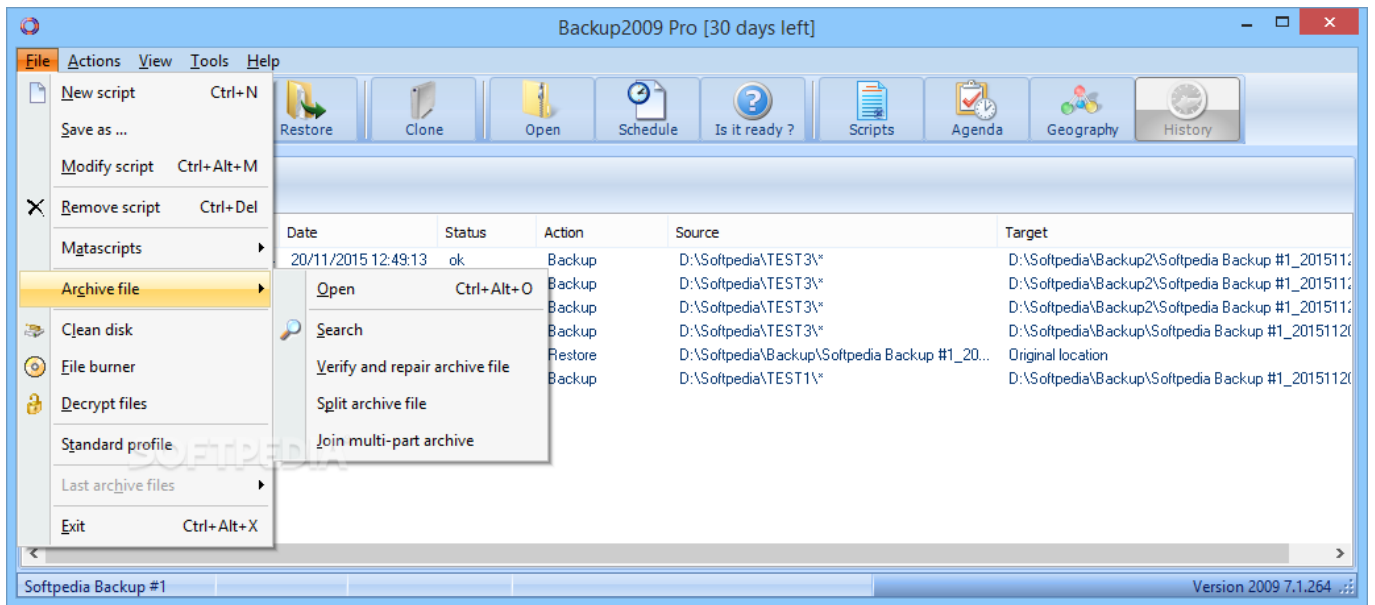 Backup2009 Pro [30 days left]
File Actions View Tools Help
Restore Clone Open Schedule Is it ready ? Scripts Agenda Geography History
New script Ctrl+N
Save as ...
Modify script Ctrl+Alt+M
Remove script Ctrl+Del
Matascripts
Archive file
Clean disk
File burner
Decrypt files
Standard profile
Last archive files
Exit Ctrl+Alt+X
Open Ctrl+Alt+O
Search
Verify and repair archive file
Split archive file
Join multi-part archive
Date Status Action Source Target
20/11/2015 12:49:13 ok Backup D:\Softpedia\TEST3\* D:\Softpedia\Backup2\Softpedia Backup #1_201511
Backup D:\Softpedia\TEST3\* D:\Softpedia\Backup2\Softpedia Backup #1_201511
Backup D:\Softpedia\TEST3\* D:\Softpedia\Backup2\Softpedia Backup #1_201511
Backup D:\Softpedia\TEST3\* D:\Softpedia\Backup\Softpedia Backup #1_2015112
Restore D:\Softpedia\Backup\Softpedia Backup #1_20... Original location
Backup D:\Softpedia\TEST1\* D:\Softpedia\Backup\Softpedia Backup #1_2015112
SOFTPEDIA
Softpedia Backup #1 Version 2009 7.1.264